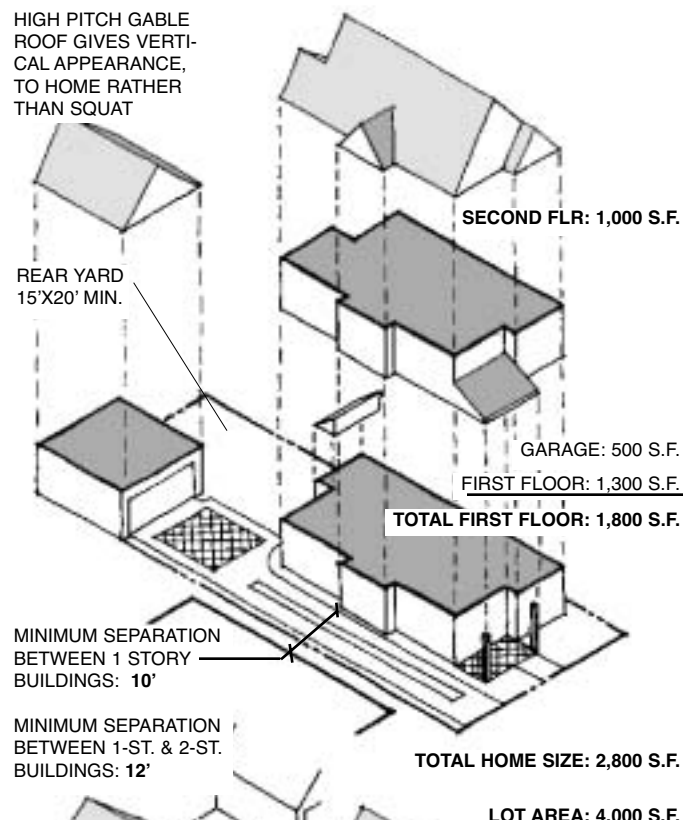 HIGH PITCH GABLE
ROOF GIVES VERTI-
CAL APPEARANCE,
TO HOME RATHER
THAN SQUAT
SECOND FLR: 1,000 S.F.
REAR YARD
15'X20' MIN.
GARAGE: 500 S.F.
FIRST FLOOR: 1,300 S.F.
TOTAL FIRST FLOOR: 1,800 S.F.
MINIMUM SEPARATION
BETWEEN 1 STORY
BUILDINGS: 10'
MINIMUM SEPARATION
BETWEEN 1-ST. & 2-ST.
BUILDINGS: 12'
TOTAL HOME SIZE: 2,800 S.F.
LOT AREA: 4,000 S.F.